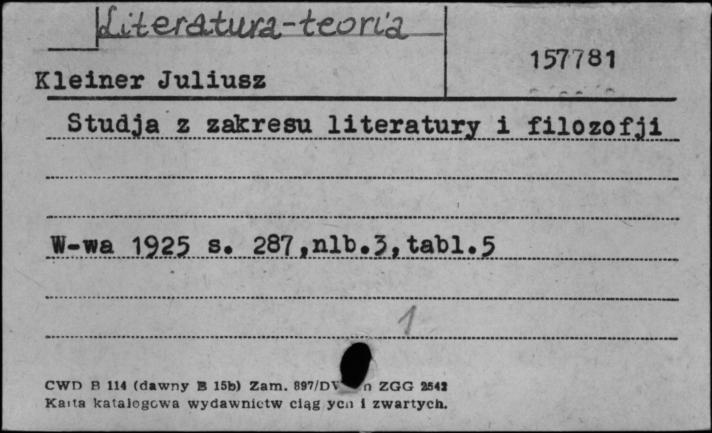 Literatura-teoria
157781
Kleiner Juliusz
Studja z zakresu literatury i filozofji
W-wa 1925 s. 287,nlb.3,tabl.5
1
CWD B 114 (dawny B 15b) Zam. 897/DW n ZGG 2542
Karta katalogowa wydawnictw ciągłych i zwartych.